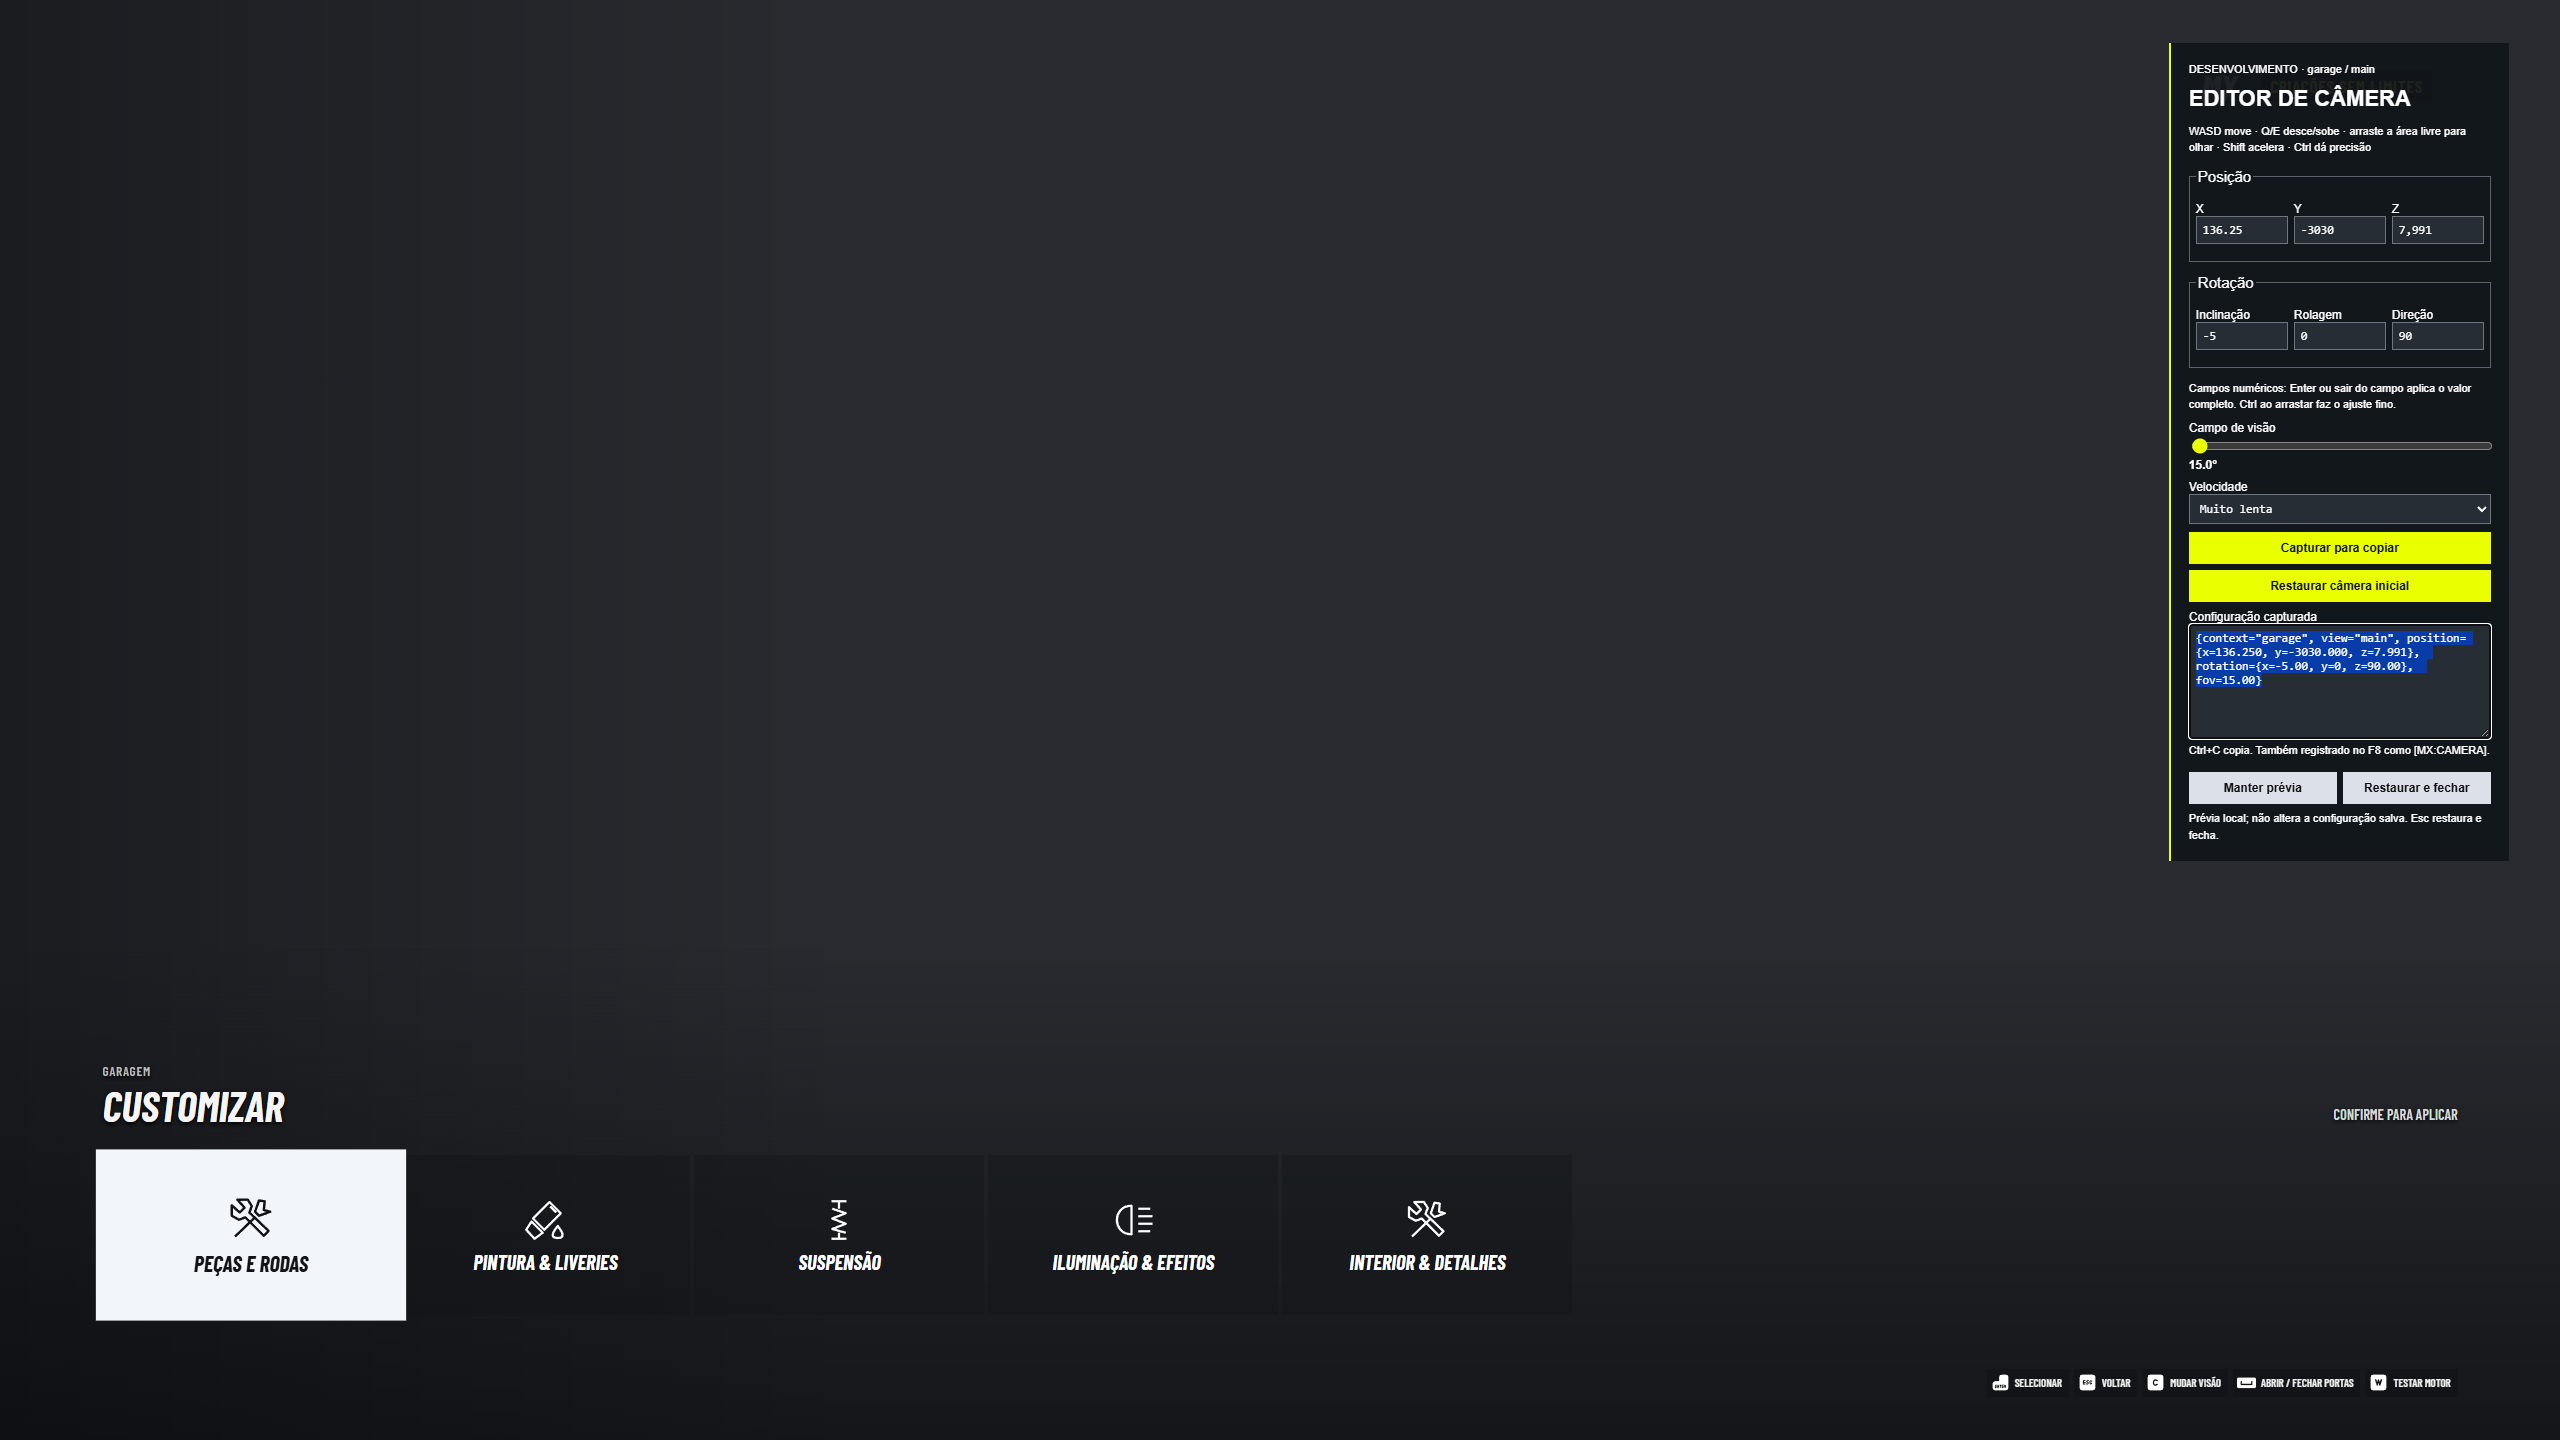 DESENVOLVIMENTO · garage / main
EDITOR DE CÂMERA
WASD move · Q/E desce/sobe · arraste a área livre para
olhar · Shift acelera · Ctrl dá precisão
Posição
X Y Z
136.25 -3030 7,991
Rotação
Inclinação Rolagem Direção
-5 0 90
Campos numéricos: Enter ou sair do campo aplica o valor
completo. Ctrl ao arrastar faz o ajuste fino.
Campo de visão
15.0°
Velocidade
Muito lenta
Capturar para copiar
Restaurar câmera inicial
Configuração capturada
{context="garage", view="main", position=
{x=136.250, y=-3030.000, z=7.991},
rotation={x=-5.00, y=0, z=90.00},
fov=15.00}
Ctrl+C copia. Também registrado no F8 como [MX:CAMERA].
Manter prévia Restaurar e fechar
Prévia local; não altera a configuração salva. Esc restaura e
fecha.
GARAGEM
CUSTOMIZAR
CONFIRME PARA APLICAR
PEÇAS E RODAS
PINTURA & LIVERIES
SUSPENSÃO
ILUMINAÇÃO & EFEITOS
INTERIOR & DETALHES
SELECIONAR ESC VOLTAR C MUDAR VISÃO ABRIR / FECHAR PORTAS W TESTAR MOTOR